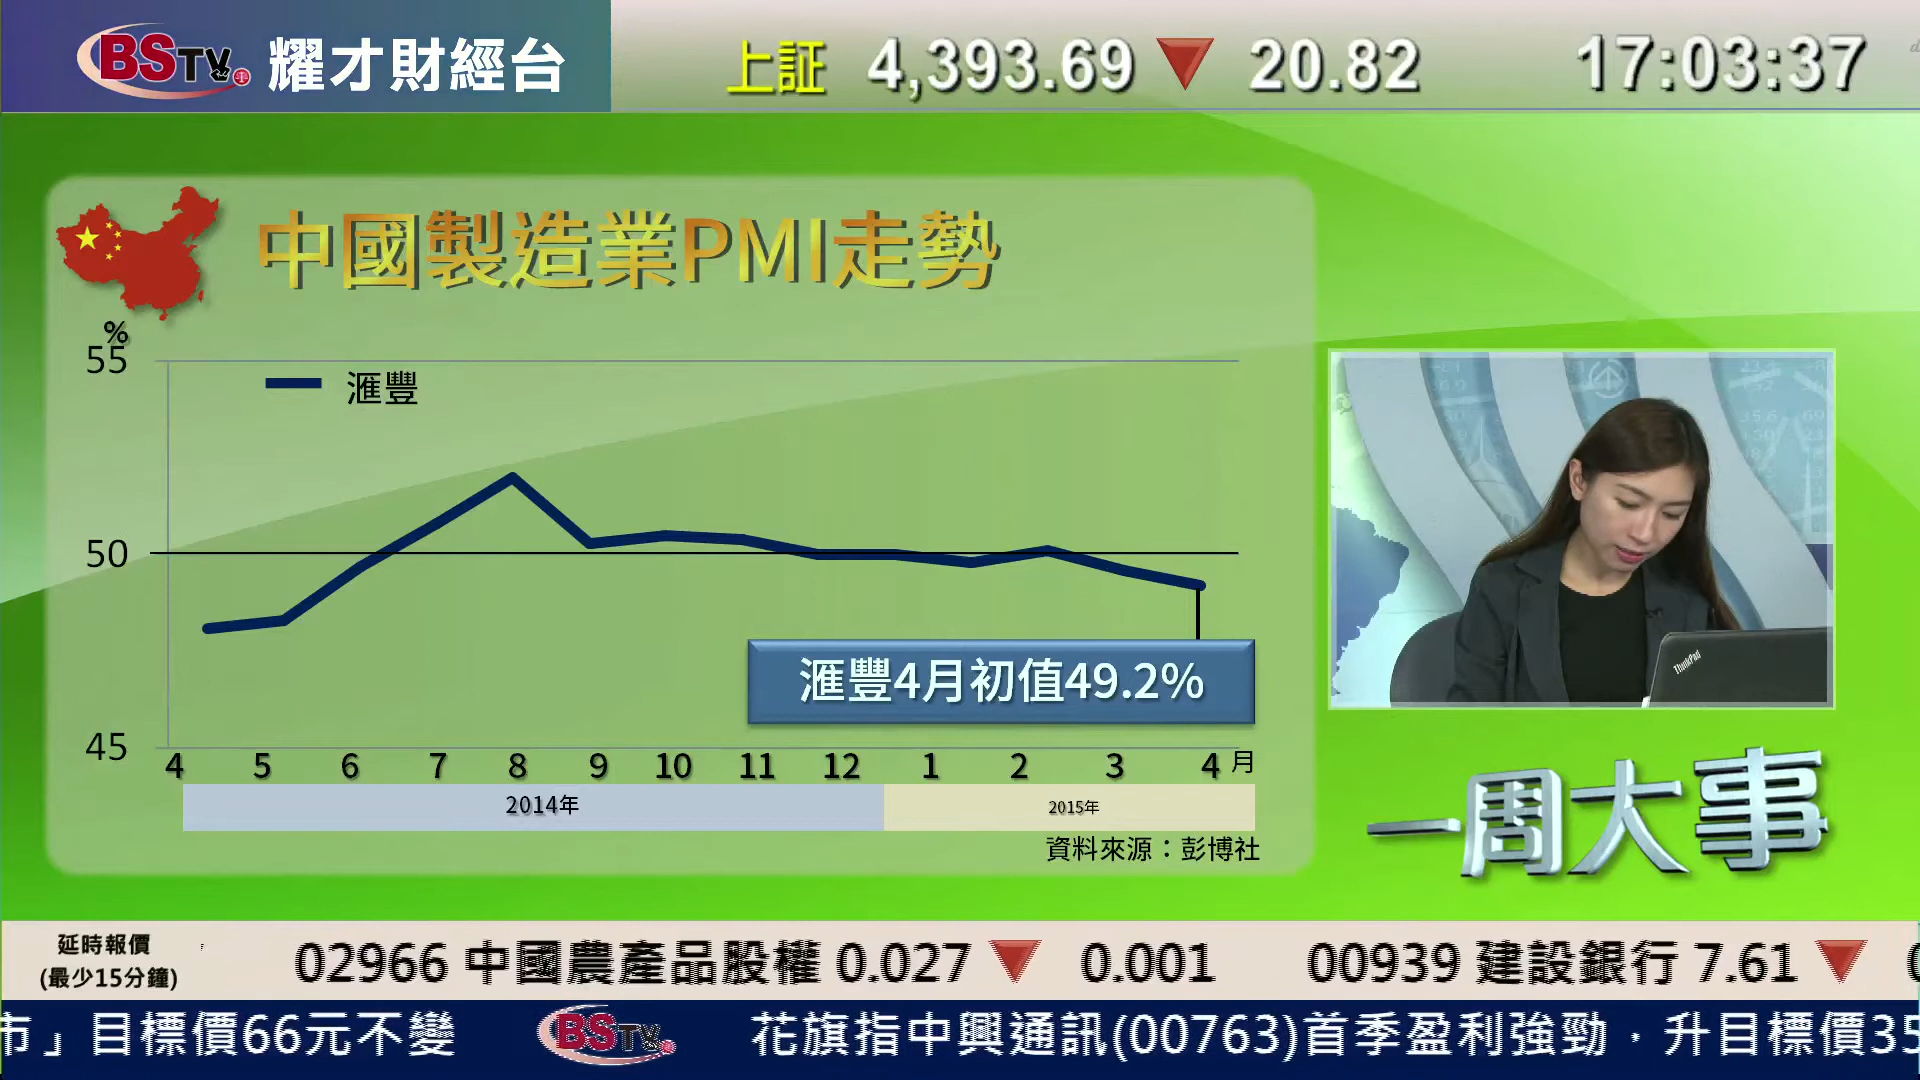 BSTV 耀才財經台
上証 4,393.69 ▼ 20.82
17:03:37
中國製造業PMI走勢
%
55
滙豐
50
滙豐4月初值49.2%
45
4 5 6 7 8 9 10 11 12 1 2 3 4 月
2014年 2015年
資料來源：彭博社
ThinkPad
一周大事
延時報價
(最少15分鐘)
02966 中國農產品股權 0.027 ▼ 0.001 00939 建設銀行 7.61 ▼
市」目標價66元不變 BSTV 花旗指中興通訊(00763)首季盈利強勁．升目標價35